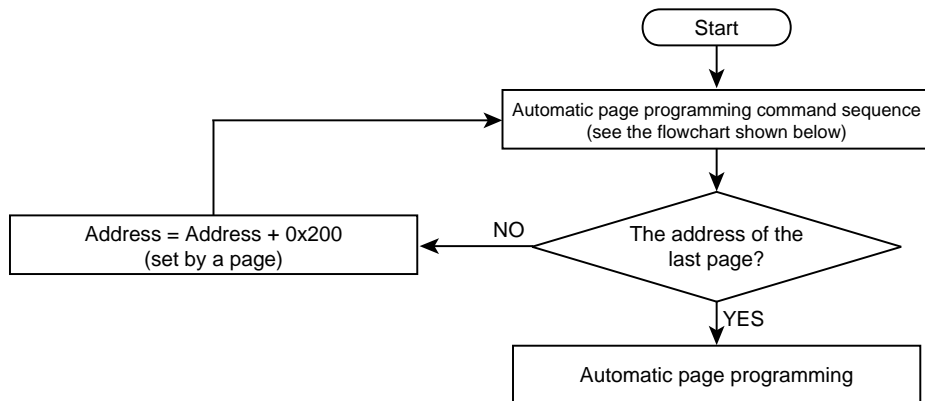 Start
Automatic page programming command sequence
(see the flowchart shown below)
Address = Address + 0x200
(set by a page)
NO
The address of the
last page?
YES
Automatic page programming